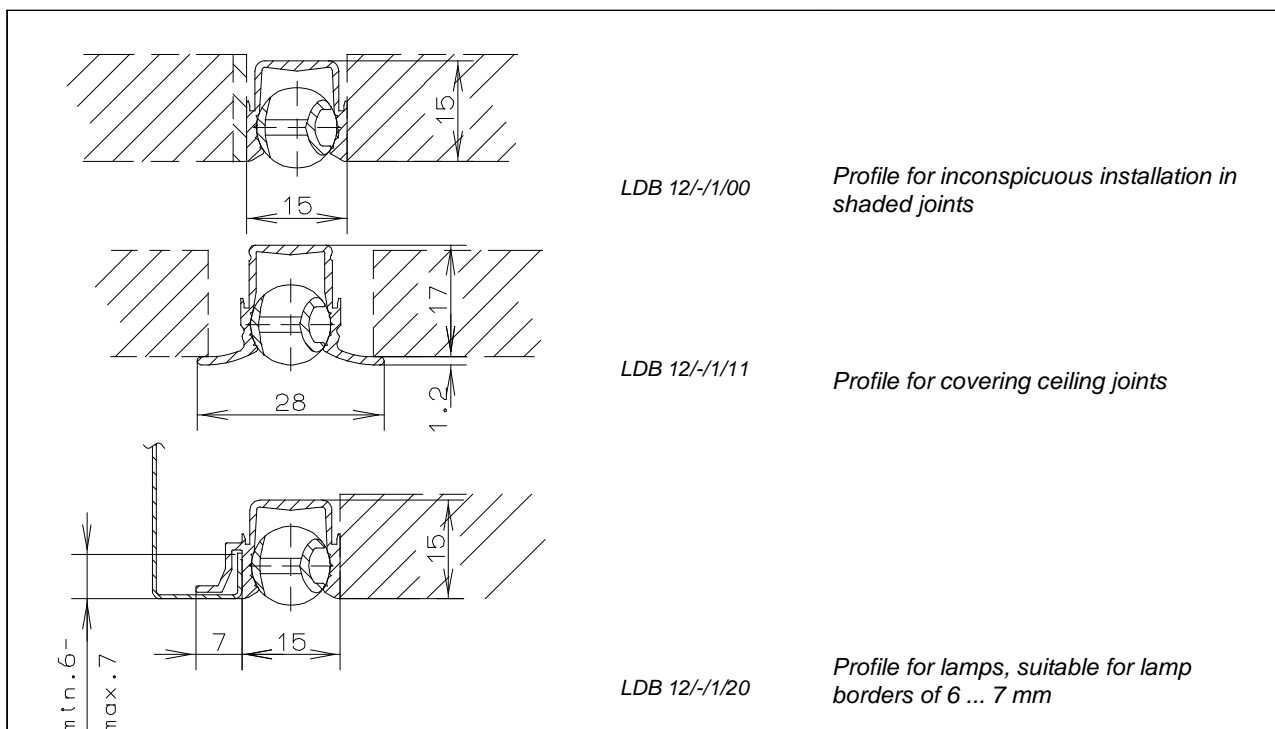 15
15
LDB 12/-/1/00
Profile for inconspicuous installation in
shaded joints
17
28
1.2
LDB 12/-/1/11
Profile for covering ceiling joints
15
7
15
min.6-
max.7
LDB 12/-/1/20
Profile for lamps, suitable for lamp
borders of 6 ... 7 mm